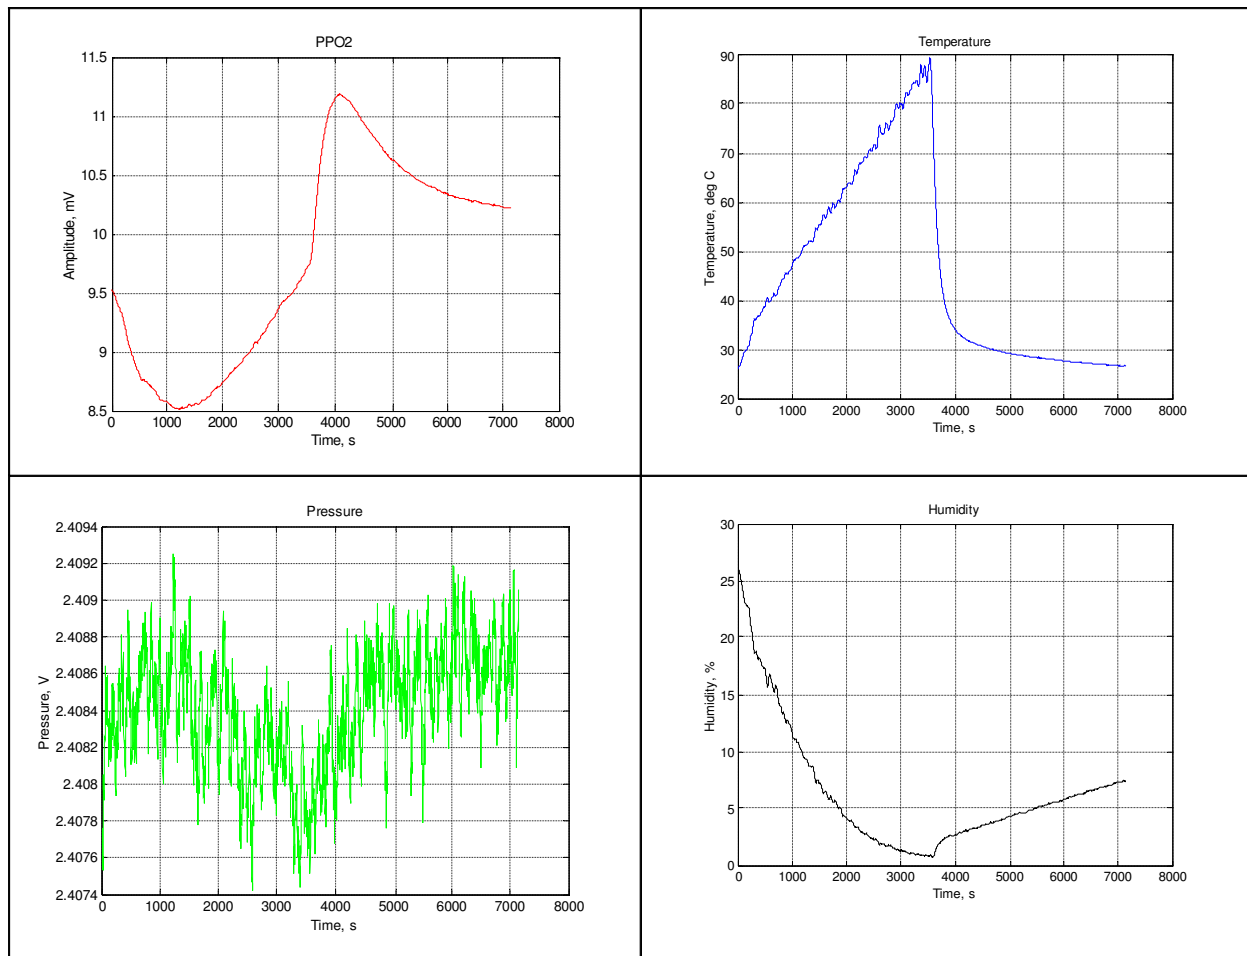 PPO2
11.5
11
10.5
10
9.5
9
8.5
Amplitude, mV
0 1000 2000 3000 4000 5000 6000 7000 8000
Time, s
Temperature
90
80
70
60
50
40
30
20
Temperature, deg C
0 1000 2000 3000 4000 5000 6000 7000 8000
Time, s
Pressure
2.4094
2.4092
2.409
2.4088
2.4086
2.4084
2.4082
2.408
2.4078
2.4076
2.4074
Pressure, V
0 1000 2000 3000 4000 5000 6000 7000 8000
Time, s
Humidity
30
25
20
15
10
5
0
Humidity, %
0 1000 2000 3000 4000 5000 6000 7000 8000
Time, s